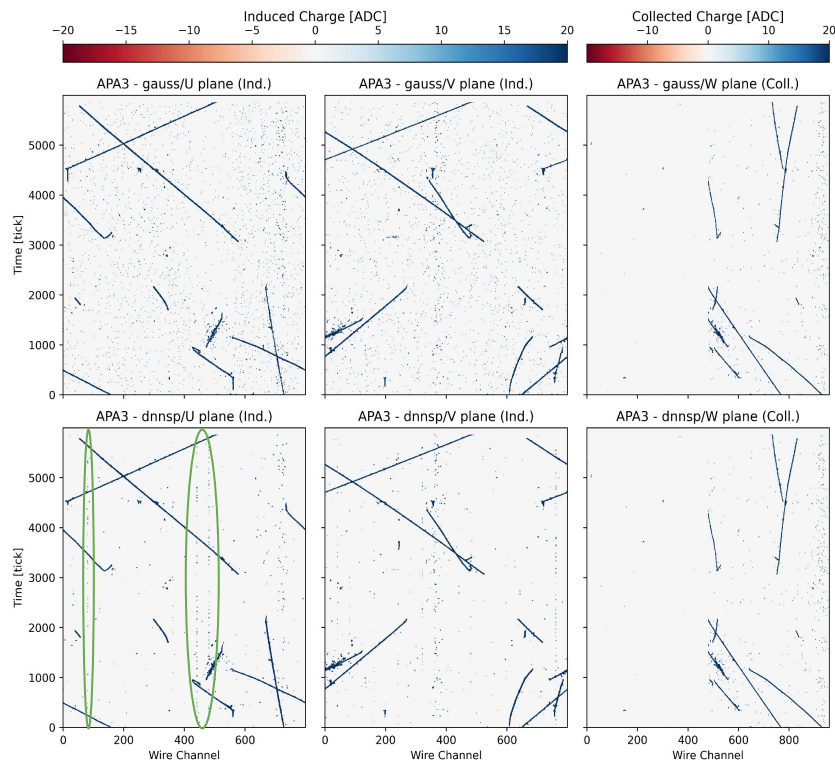 Induced Charge [ADC]
−20 −15 −10 −5 0 5 10 15 20
Collected Charge [ADC]
−10 0 10 20
APA3 - gauss/U plane (Ind.)
APA3 - gauss/V plane (Ind.)
APA3 - gauss/W plane (Coll.)
Time [tick]
5000
4000
3000
2000
1000
0
APA3 - dnnsp/U plane (Ind.)
APA3 - dnnsp/V plane (Ind.)
APA3 - dnnsp/W plane (Coll.)
Time [tick]
5000
4000
3000
2000
1000
0
0 200 400 600
Wire Channel
0 200 400 600
Wire Channel
0 200 400 600 800
Wire Channel